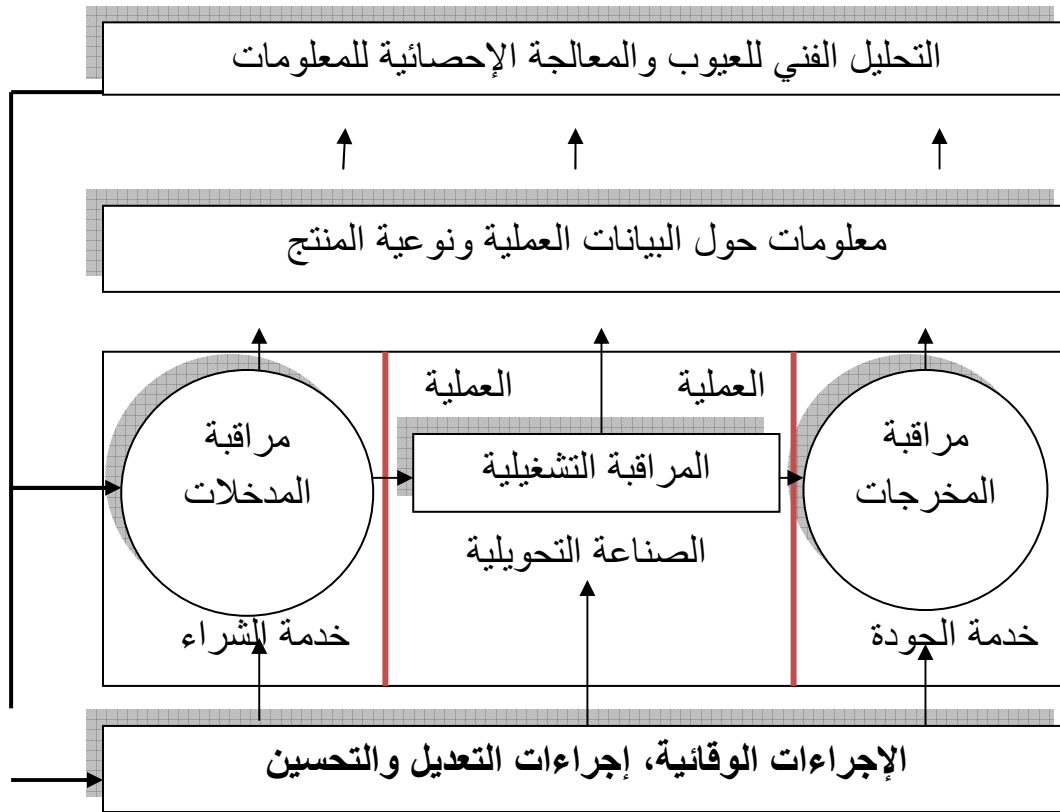 التحليل الفني للعيوب والمعالجة الإحصائية للمعلومات
معلومات حول البيانات العملية ونوعية المنتج
العملية
العملية
مراقبة
المخرجات
المراقبة التشغيلية
مراقبة
المدخلات
الصناعة التحويلية
خدمة الجودة
خدمة الشراء
الإجراءات الوقائية، إجراءات التعديل والتحسين